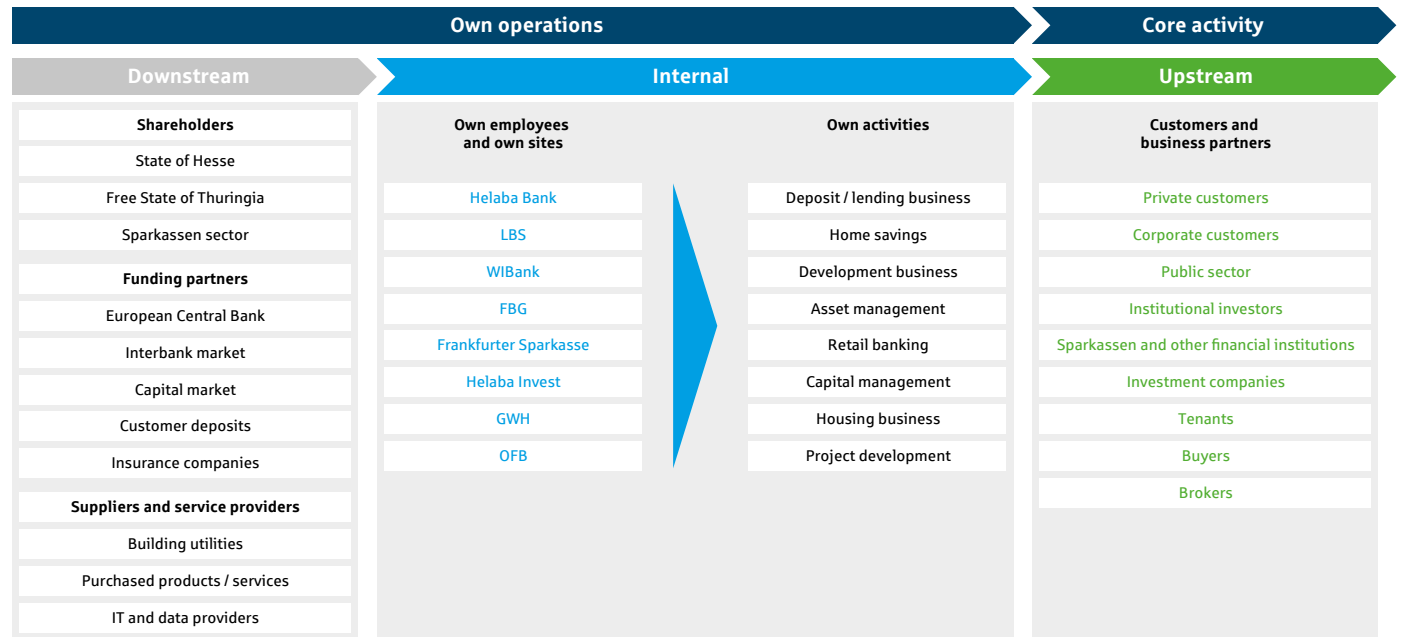 Own operations
Core activity
Downstream
Internal
Upstream
Shareholders
State of Hesse
Free State of Thuringia
Sparkassen sector
Funding partners
European Central Bank
Interbank market
Capital market
Customer deposits
Insurance companies
Suppliers and service providers
Building utilities
Purchased products / services
IT and data providers
Own employees
and own sites
Helaba Bank
LBS
WIBank
FBG
Frankfurter Sparkasse
Helaba Invest
GWH
OFB
Own activities
Deposit / lending business
Home savings
Development business
Asset management
Retail banking
Capital management
Housing business
Project development
Customers and
business partners
Private customers
Corporate customers
Public sector
Institutional investors
Sparkassen and other financial institutions
Investment companies
Tenants
Buyers
Brokers